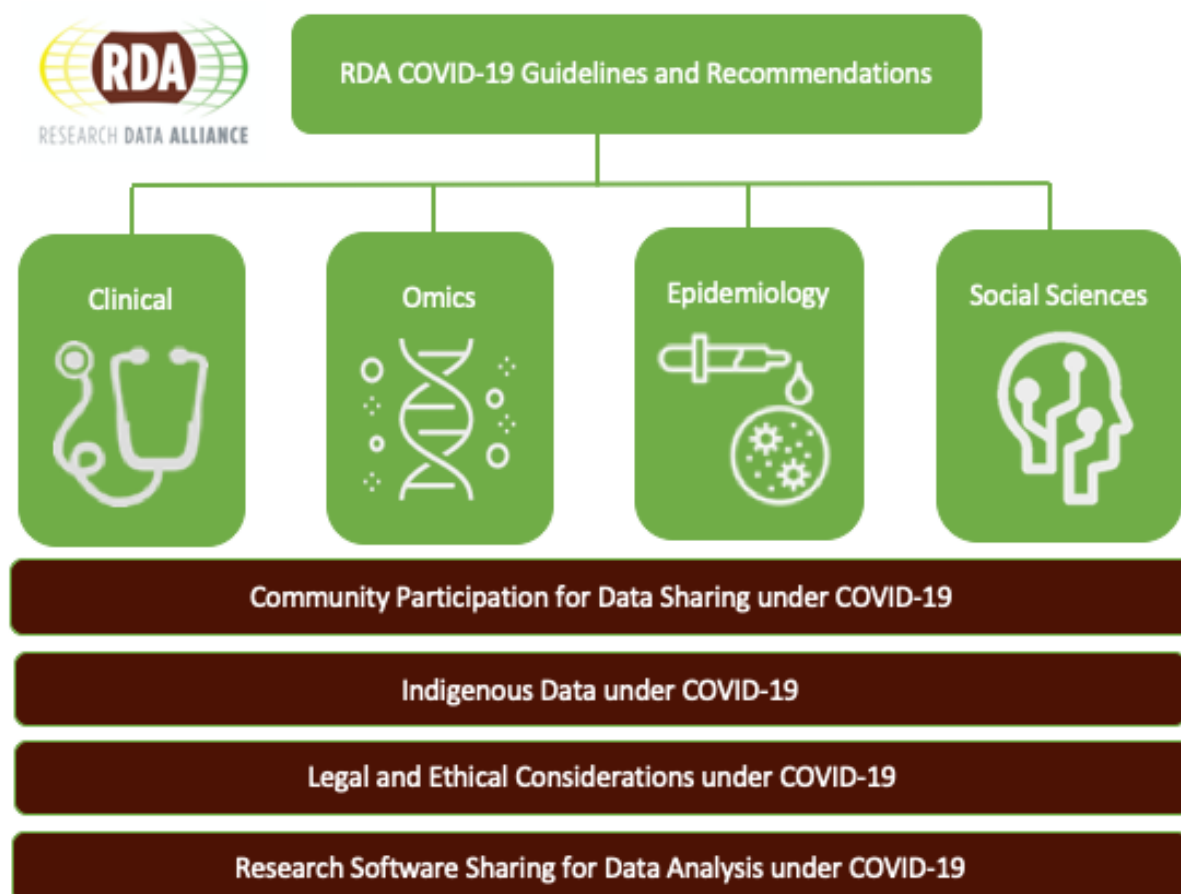 RDA
RESEARCH DATA ALLIANCE
RDA COVID-19 Guidelines and Recommendations
Clinical
Omics
Epidemiology
Social Sciences
Community Participation for Data Sharing under COVID-19
Indigenous Data under COVID-19
Legal and Ethical Considerations under COVID-19
Research Software Sharing for Data Analysis under COVID-19